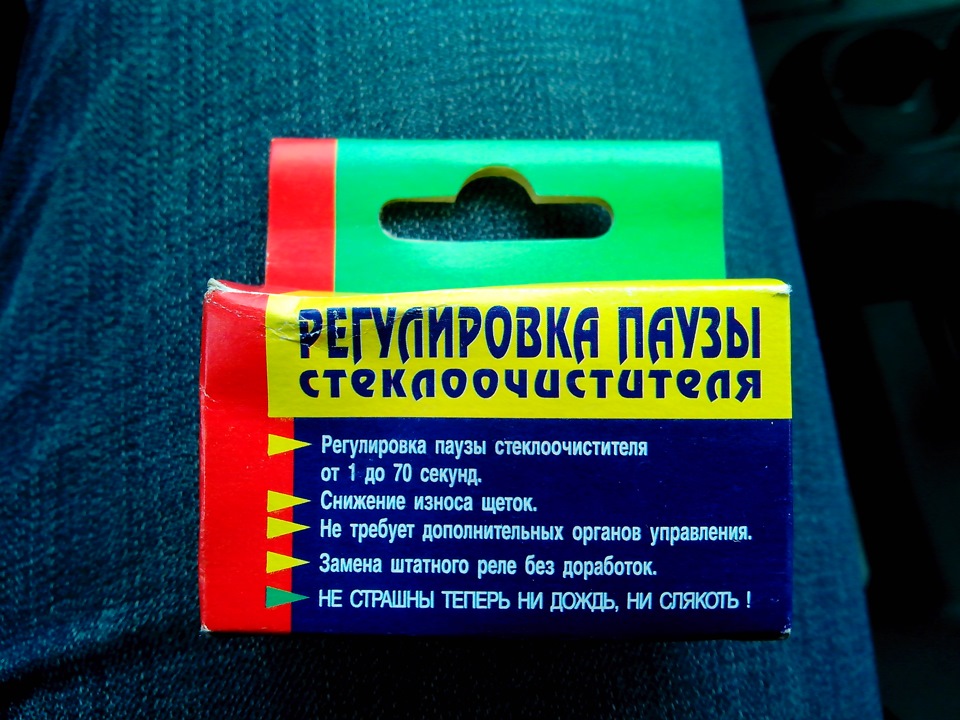 РЕГУЛИРОВКА ПАУЗЫ
СТЕКЛООЧИСТИТЕЛЯ
Регулировка паузы стеклоочистителя
от 1 до 70 секунд.
Снижение износа щеток.
Не требует дополнительных органов управления.
Замена штатного реле без доработок.
НЕ СТРАШНЫ ТЕПЕРЬ НИ ДОЖДЬ, НИ СЛЯКОТЬ !